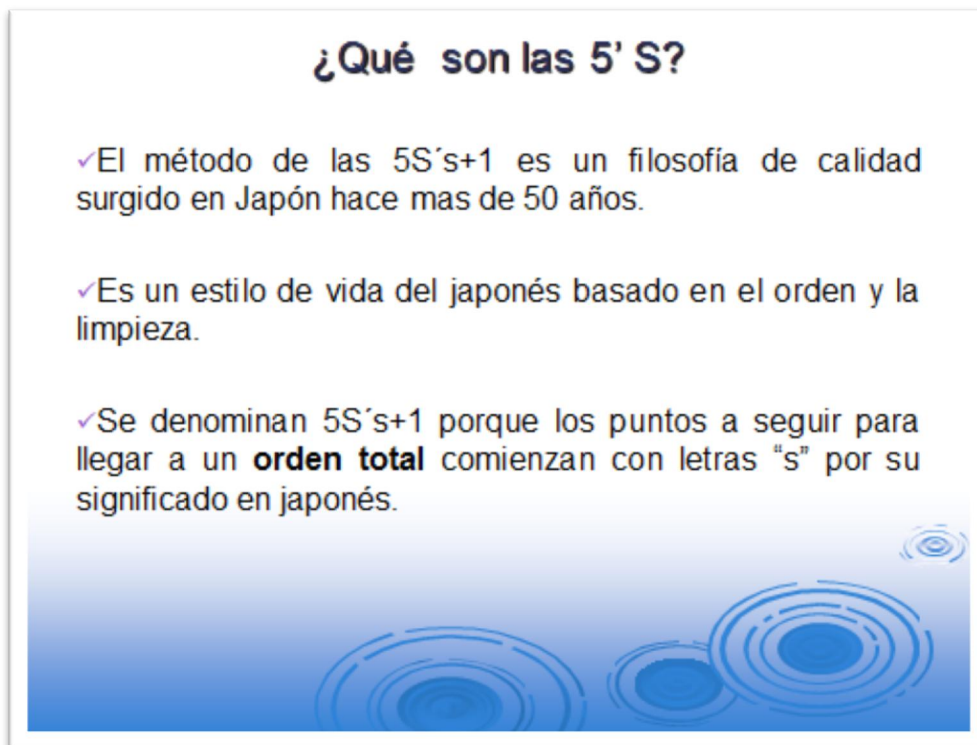 ¿Qué son las 5' S?
✓El método de las 5S´s+1 es un filosofía de calidad
surgido en Japón hace mas de 50 años.
✓Es un estilo de vida del japonés basado en el orden y la
limpieza.
✓Se denominan 5S´s+1 porque los puntos a seguir para
llegar a un orden total comienzan con letras “s” por su
significado en japonés.